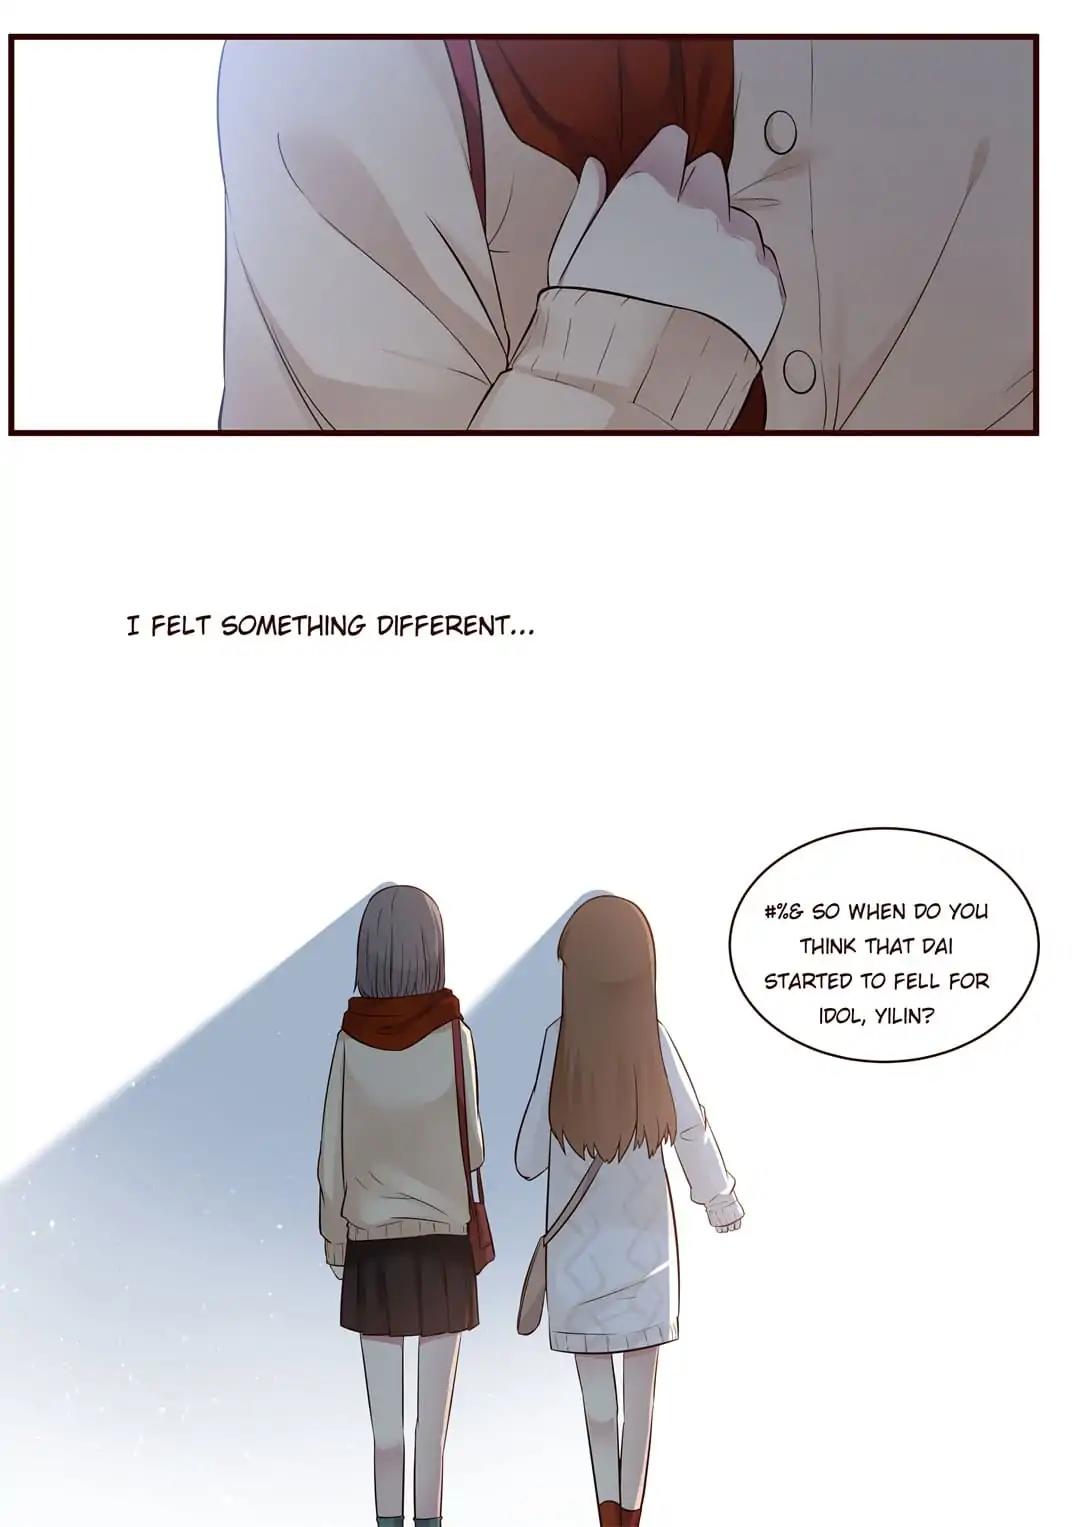 I FELT SOMETHING DIFFERENT...
#%& SO WHEN DO YOU
THINK THAT DAI
STARTED TO FELL FOR
IDOL, YILIN?